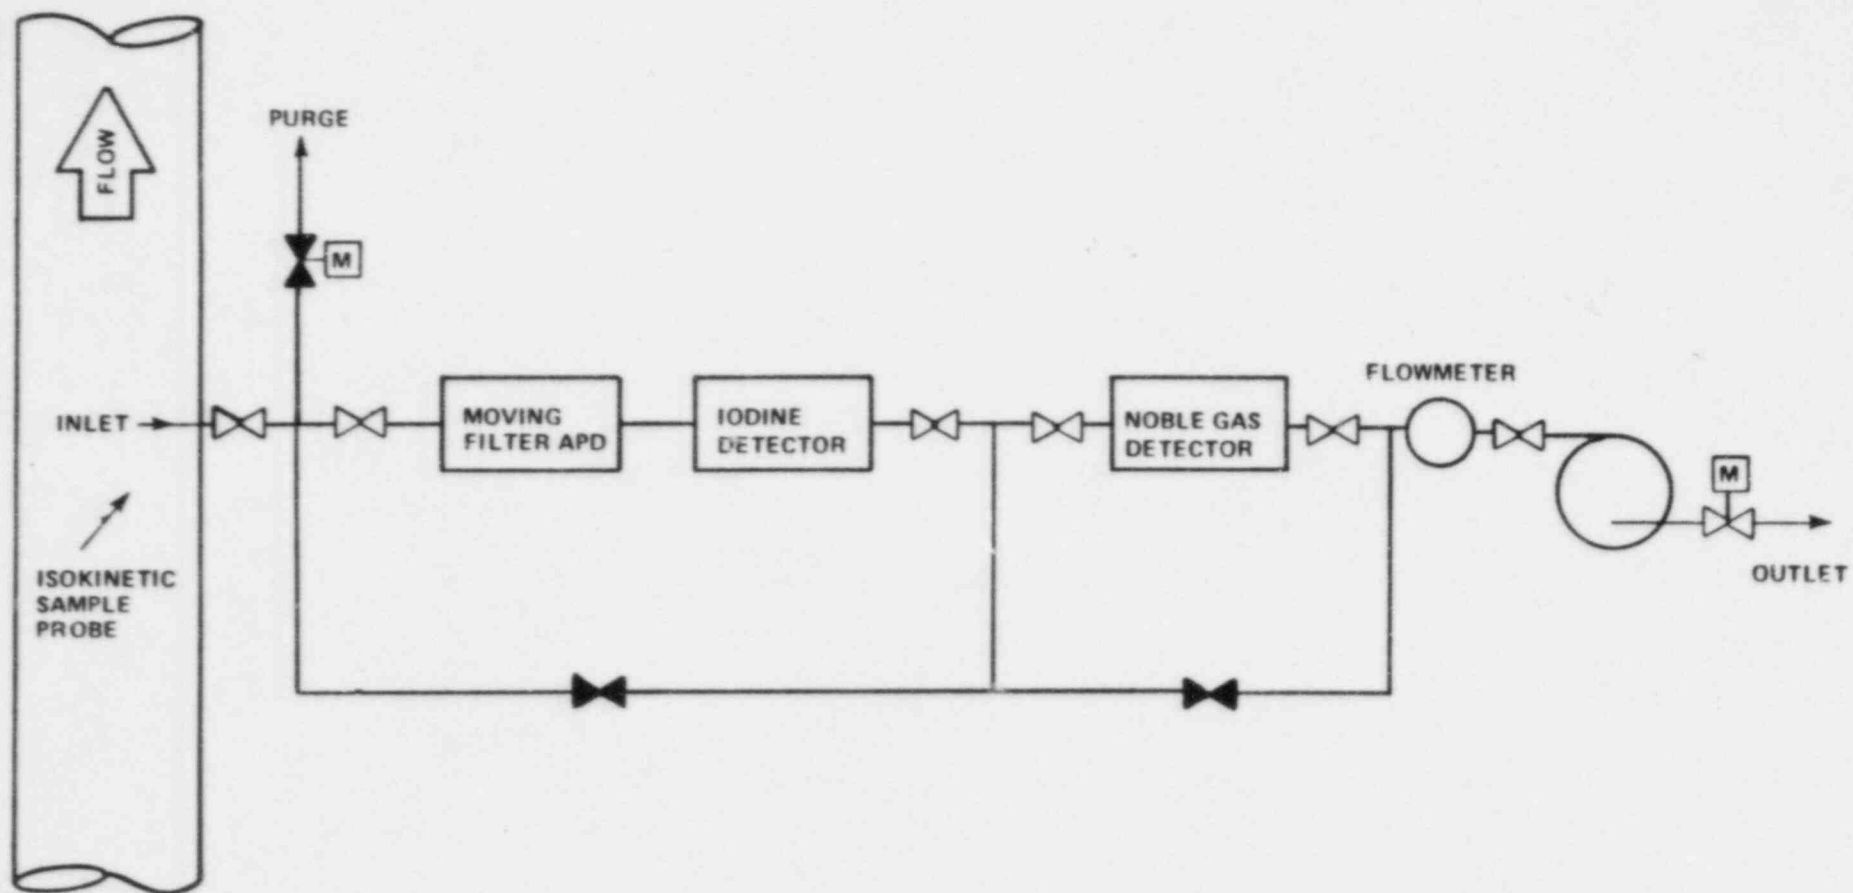 PURGE
FLOW
M
INLET
MOVING
FILTER APD
IODINE
DETECTOR
NOBLE GAS
DETECTOR
FLOWMETER
M
OUTLET
ISOKINETIC
SAMPLE
PROBE